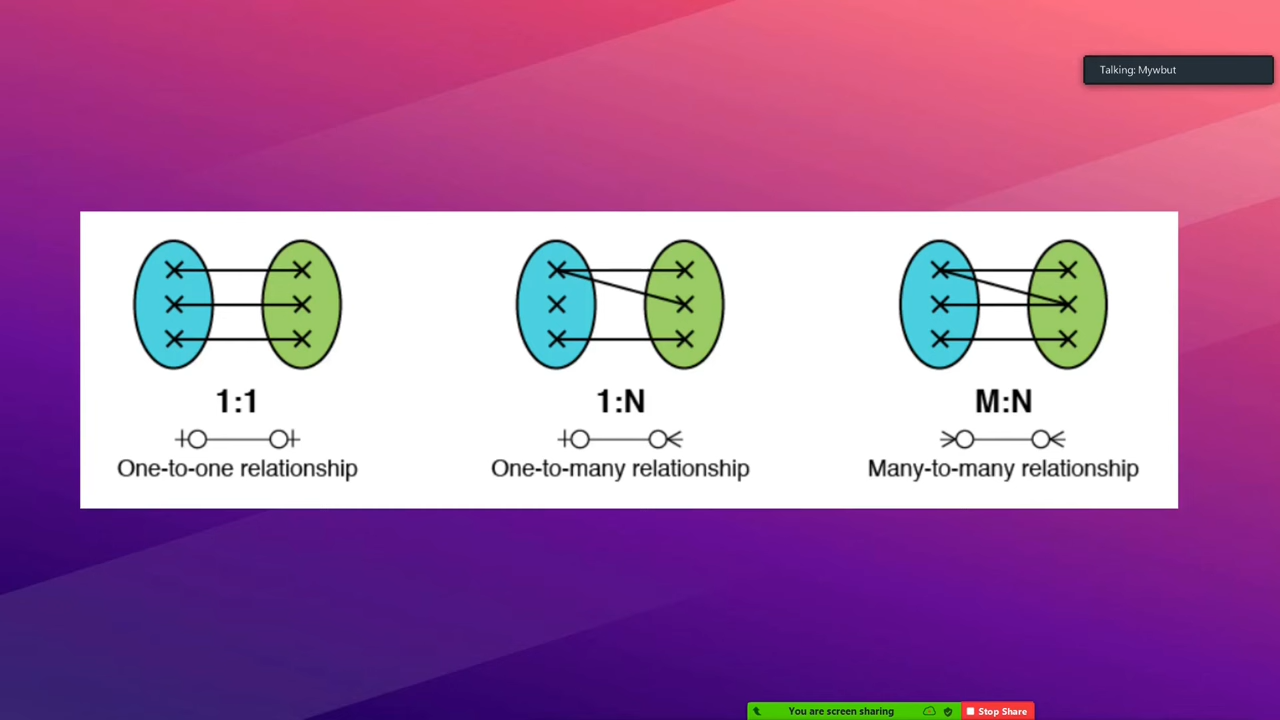 Talking: Mywbut
1:1
One-to-one relationship
1:N
One-to-many relationship
M:N
Many-to-many relationship
You are screen sharing
Stop Share